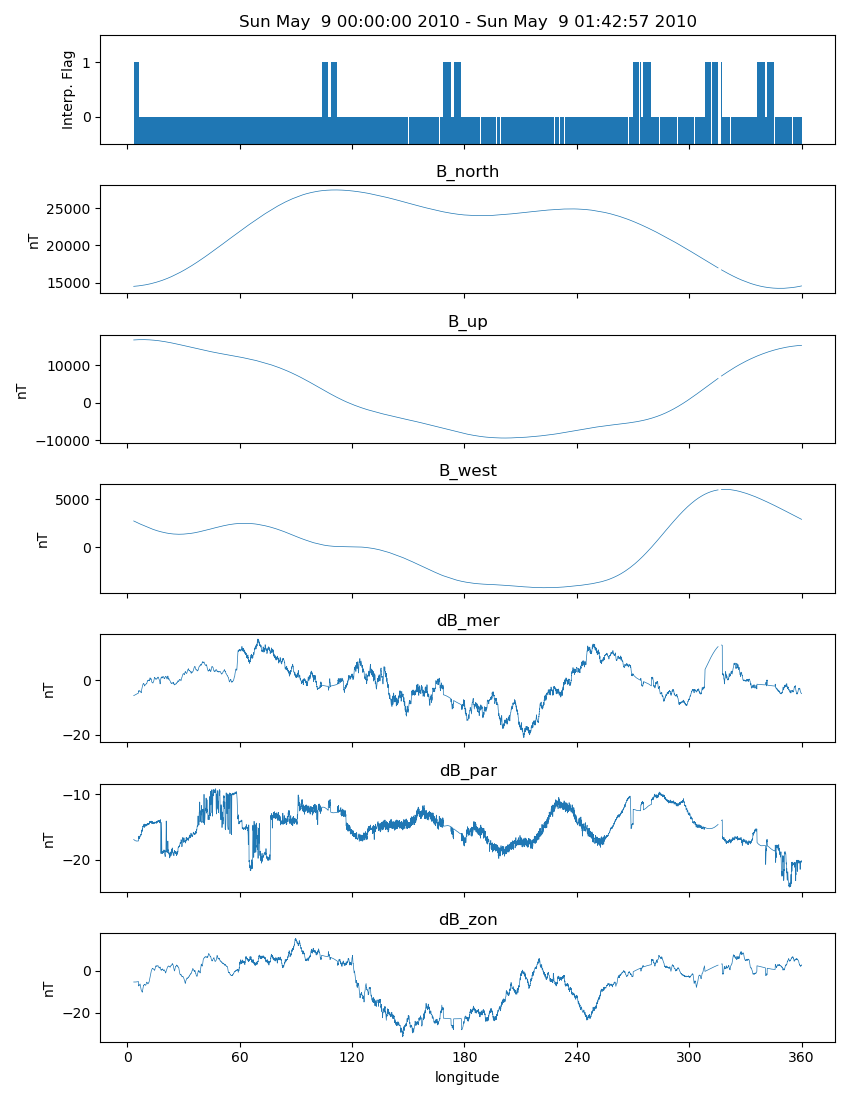 Sun May  9 00:00:00 2010 - Sun May  9 01:42:57 2010
Interp. Flag
1
0
B_north
nT
25000
20000
15000
B_up
nT
10000
0
−10000
B_west
nT
5000
0
dB_mer
nT
0
−20
dB_par
nT
−10
−20
dB_zon
nT
0
−20
0 60 120 180 240 300 360
longitude